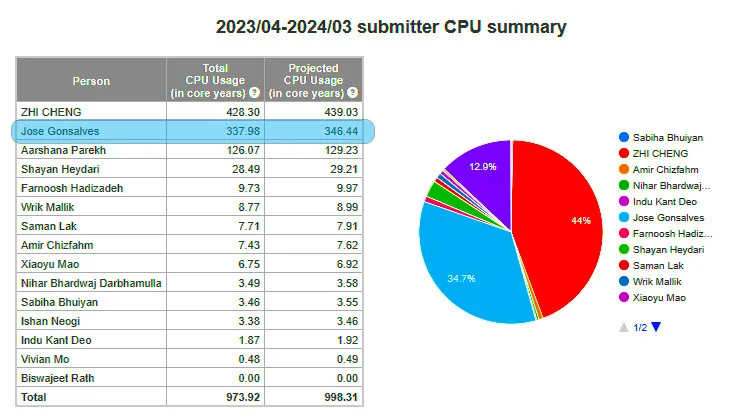 2023/04-2024/03 submitter CPU summary
Person Total CPU Usage (in core years) ? Projected CPU Usage (in core years) ?
ZHI CHENG 428.30 439.03
Jose Gonsalves 337.98 346.44
Aarshana Parekh 126.07 129.23
Shayan Heydari 28.49 29.21
Farnoosh Hadizadeh 9.73 9.97
Wrik Mallik 8.77 8.99
Saman Lak 7.71 7.91
Amir Chizfahm 7.43 7.62
Xiaoyu Mao 6.75 6.92
Nihar Bhardwaj Darbhamulla 3.49 3.58
Sabiha Bhuiyan 3.46 3.55
Ishan Neogi 3.38 3.46
Indu Kant Deo 1.87 1.92
Vivian Mo 0.48 0.49
Biswajeet Rath 0.00 0.00
Total 973.92 998.31
12.9%
44%
34.7%
Sabiha Bhuiyan
ZHI CHENG
Amir Chizfahm
Nihar Bhardwaj...
Indu Kant Deo
Jose Gonsalves
Farnoosh Hadiz...
Shayan Heydari
Saman Lak
Wrik Mallik
Xiaoyu Mao
1/2